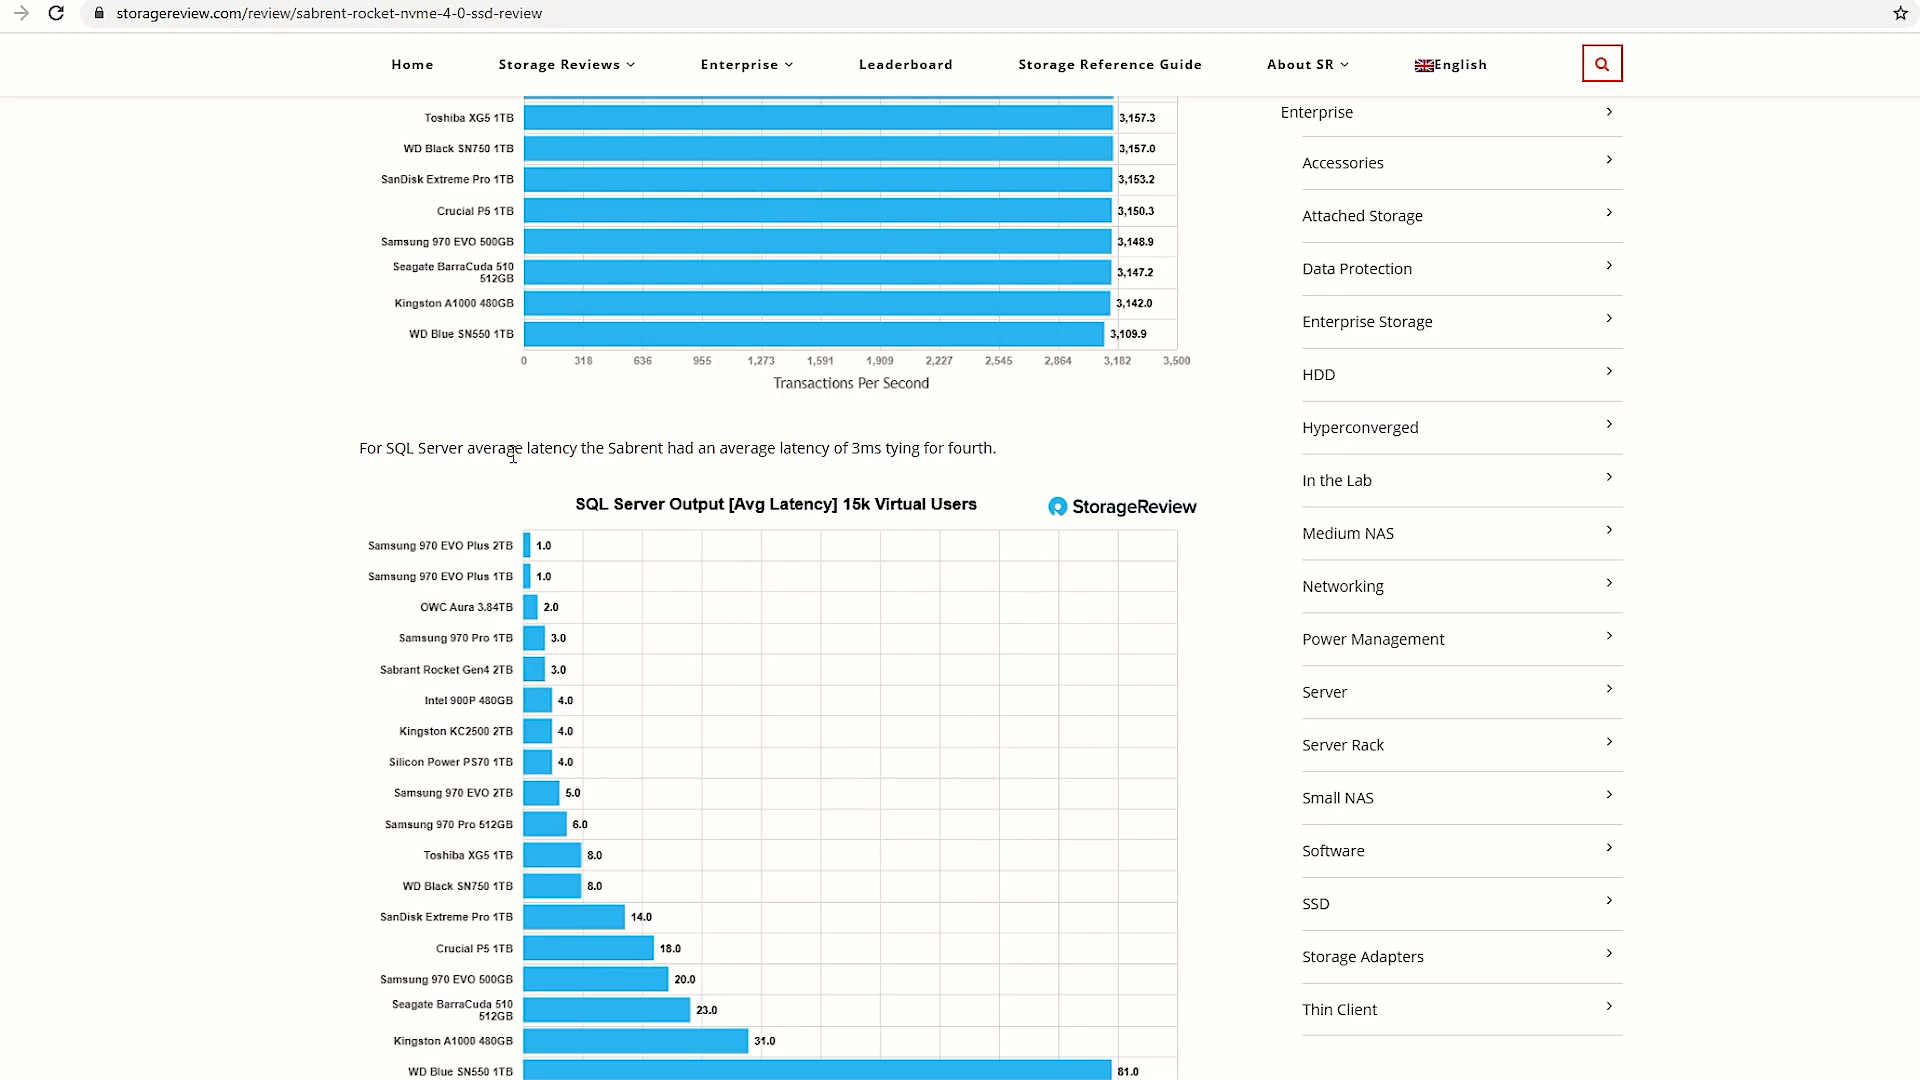 storagereview.com/review/sabrent-rocket-nvme-4-0-ssd-review
Home Storage Reviews Enterprise Leaderboard Storage Reference Guide About SR English
Toshiba XG5 1TB 3,157.3
WD Black SN750 1TB 3,157.0
SanDisk Extreme Pro 1TB 3,153.2
Crucial P5 1TB 3,150.3
Samsung 970 EVO 500GB 3,148.9
Seagate BarraCuda 510
512GB 3,147.2
Kingston A1000 480GB 3,142.0
WD Blue SN550 1TB 3,109.9
0 318 636 955 1,273 1,591 1,909 2,227 2,545 2,864 3,182 3,500
Transactions Per Second
For SQL Server average latency the Sabrent had an average latency of 3ms tying for fourth.
SQL Server Output [Avg Latency] 15k Virtual Users
StorageReview
Samsung 970 EVO Plus 2TB 1.0
Samsung 970 EVO Plus 1TB 1.0
OWC Aura 3.84TB 2.0
Samsung 970 Pro 1TB 3.0
Sabrant Rocket Gen4 2TB 3.0
Intel 900P 480GB 4.0
Kingston KC2500 2TB 4.0
Silicon Power PS70 1TB 4.0
Samsung 970 EVO 2TB 5.0
Samsung 970 Pro 512GB 6.0
Toshiba XG5 1TB 8.0
WD Black SN750 1TB 8.0
SanDisk Extreme Pro 1TB 14.0
Crucial P5 1TB 18.0
Samsung 970 EVO 500GB 20.0
Seagate BarraCuda 510
512GB 23.0
Kingston A1000 480GB 31.0
WD Blue SN550 1TB 81.0
Enterprise
Accessories
Attached Storage
Data Protection
Enterprise Storage
HDD
Hyperconverged
In the Lab
Medium NAS
Networking
Power Management
Server
Server Rack
Small NAS
Software
SSD
Storage Adapters
Thin Client